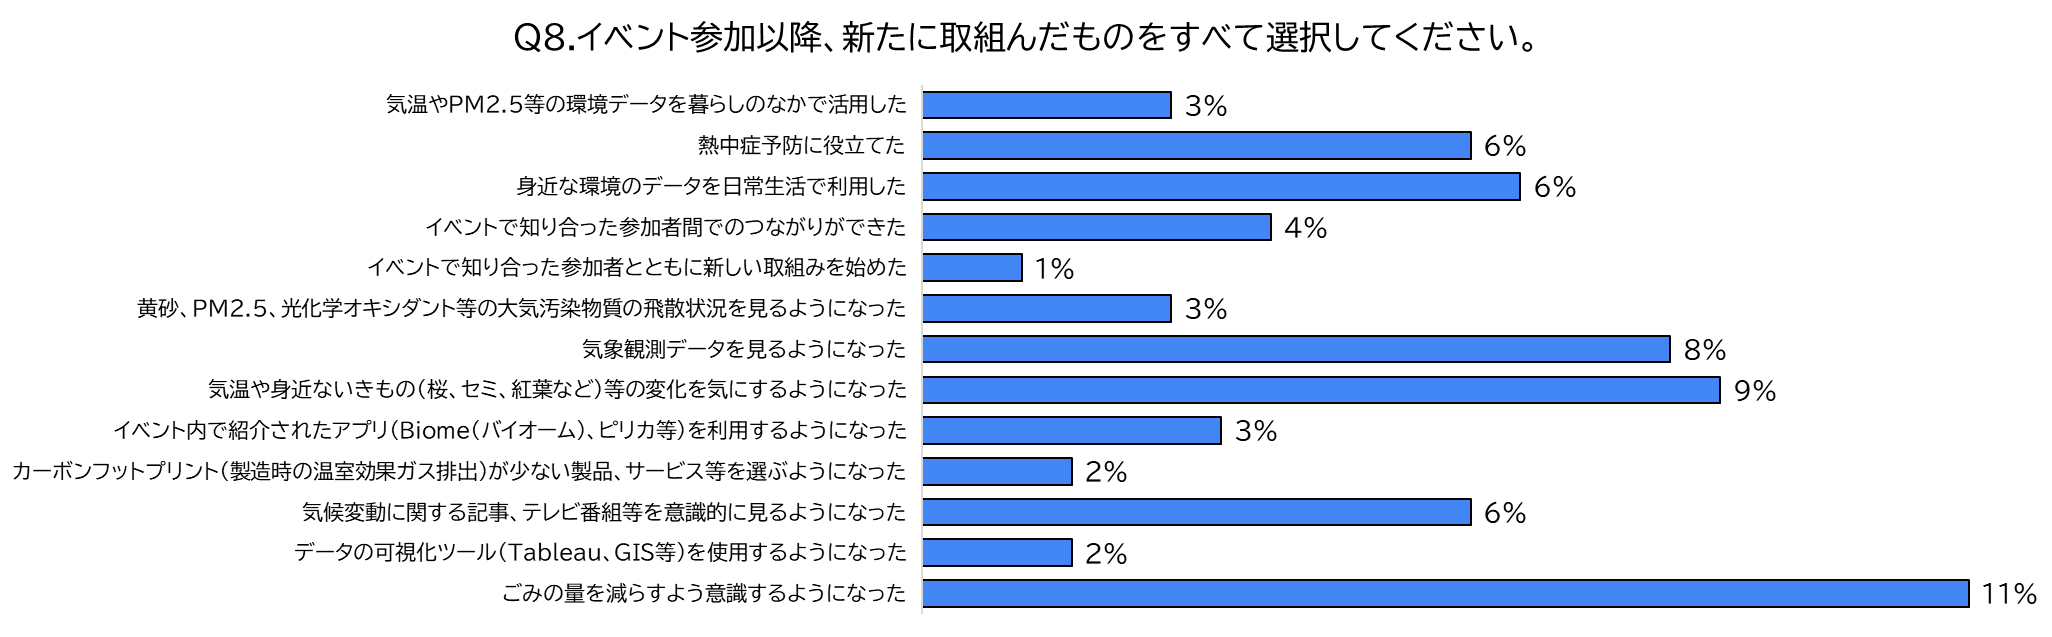 Q8.イベント参加以降、新たに取組んだものをすべて選択してください。
気温やPM2.5等の環境データを暮らしのなかで活用した 3%
熱中症予防に役立てた 6%
身近な環境のデータを日常生活で利用した 6%
イベントで知り合った参加者間でのつながりができた 4%
イベントで知り合った参加者とともに新しい取組みを始めた 1%
黄砂、PM2.5、光化学オキシダント等の大気汚染物質の飛散状況を見るようになった 3%
気象観測データを見るようになった 8%
気温や身近ないきもの（桜、セミ、紅葉など）等の変化を気にするようになった 9%
イベント内で紹介されたアプリ（Biome（バイオーム）、ピリカ等）を利用するようになった 3%
カーボンフットプリント（製造時の温室効果ガス排出）が少ない製品、サービス等を選ぶようになった 2%
気候変動に関する記事、テレビ番組等を意識的に見るようになった 6%
データの可視化ツール（Tableau、GIS等）を使用するようになった 2%
ごみの量を減らすよう意識するようになった 11%